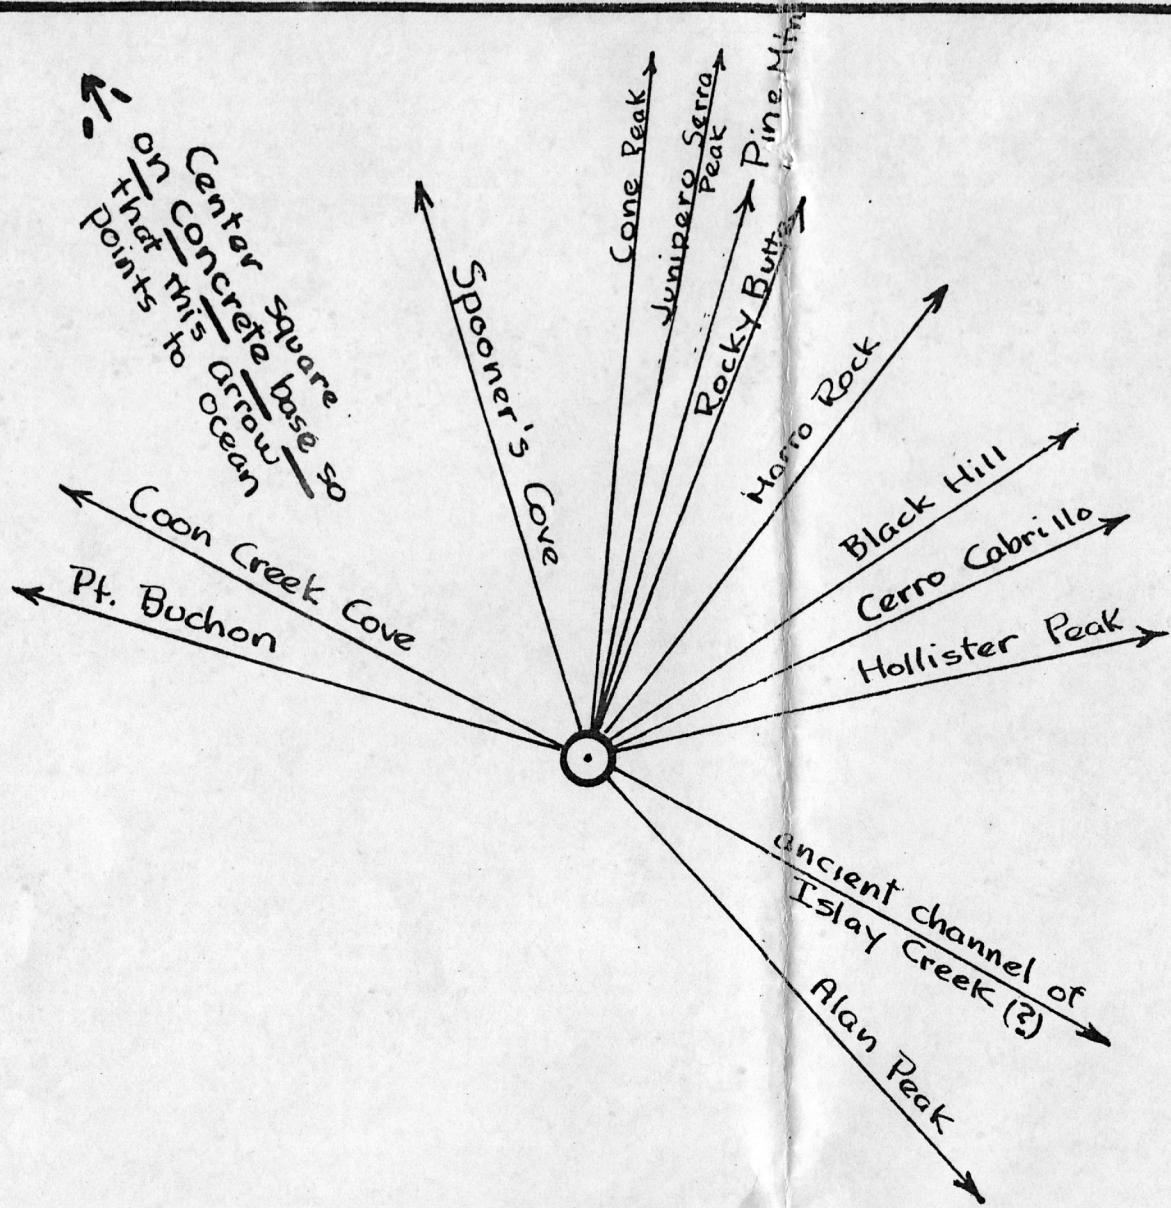 Center square
on concrete base so
that this arrow
points to ocean
Spooner's Cove
Cone Peak
Junipero Serra
Peak
Pine Mtn
Rocky Butte
Morro Rock
Black Hill
Cerro Cabrillo
Hollister Peak
Coon Creek Cove
Pt. Buchon
ancient channel of
Islay Creek (?)
Alan Peak